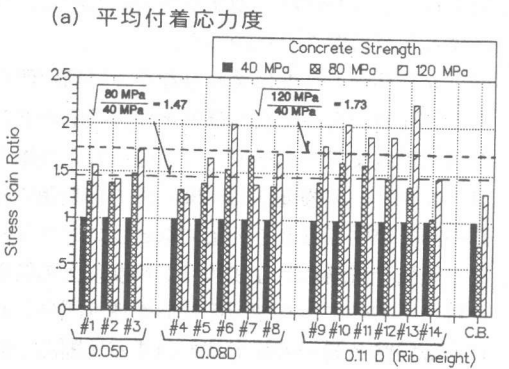 (a) 平均付着応力度
Concrete Strength
40 MPa 80 MPa 120 MPa
2.5
2
1.5
1
.5
0
Stress Gain Ratio
√80 MPa/40 MPa = 1.47
√120 MPa/40 MPa = 1.73
#1 #2 #3 #4 #5 #6 #7 #8 #9 #10 #11 #12 #13 #14 C.B.
0.05D 0.08D 0.11 D (Rib height)